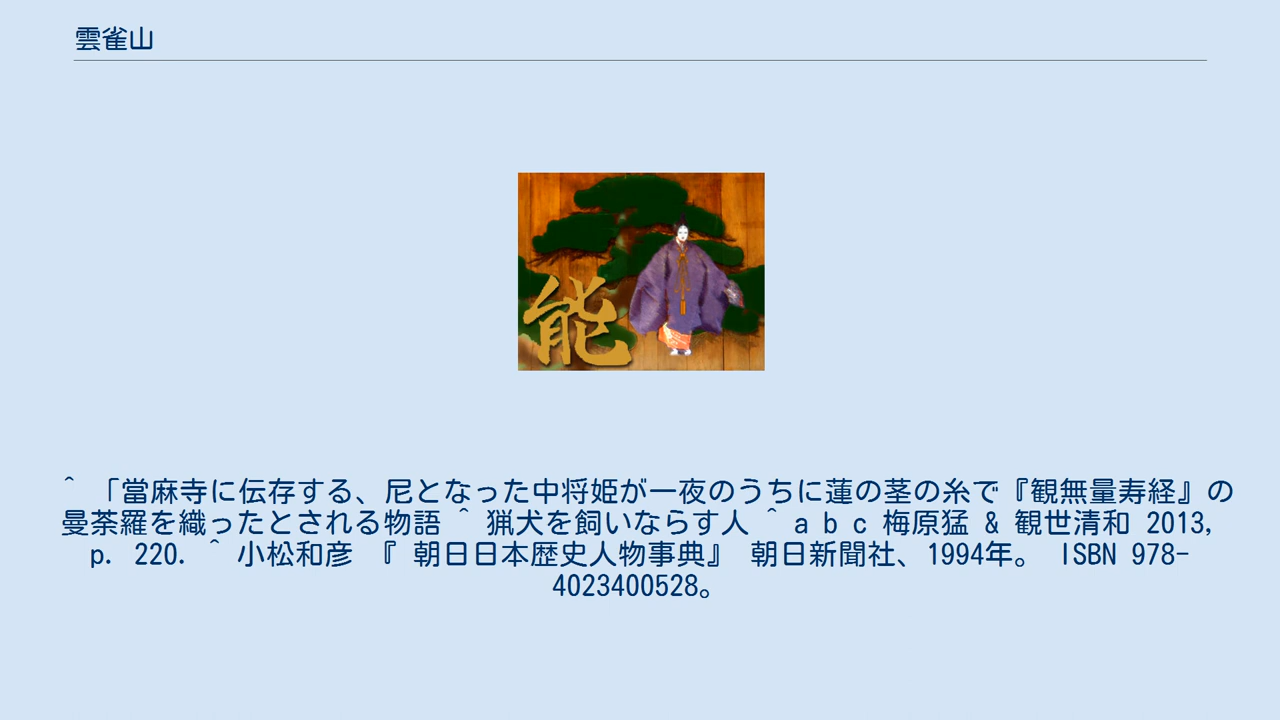 雲雀山
能
^ 「當麻寺に伝存する、尼となった中将姫が一夜のうちに蓮の茎の糸で『観無量寿経』の
曼荼羅を織ったとされる物語 ^ 猟犬を飼いならす人 ^ a b c 梅原猛 & 観世清和 2013,
p. 220. ^ 小松和彦 『 朝日日本歴史人物事典』 朝日新聞社、1994年。 ISBN 978-
4023400528。